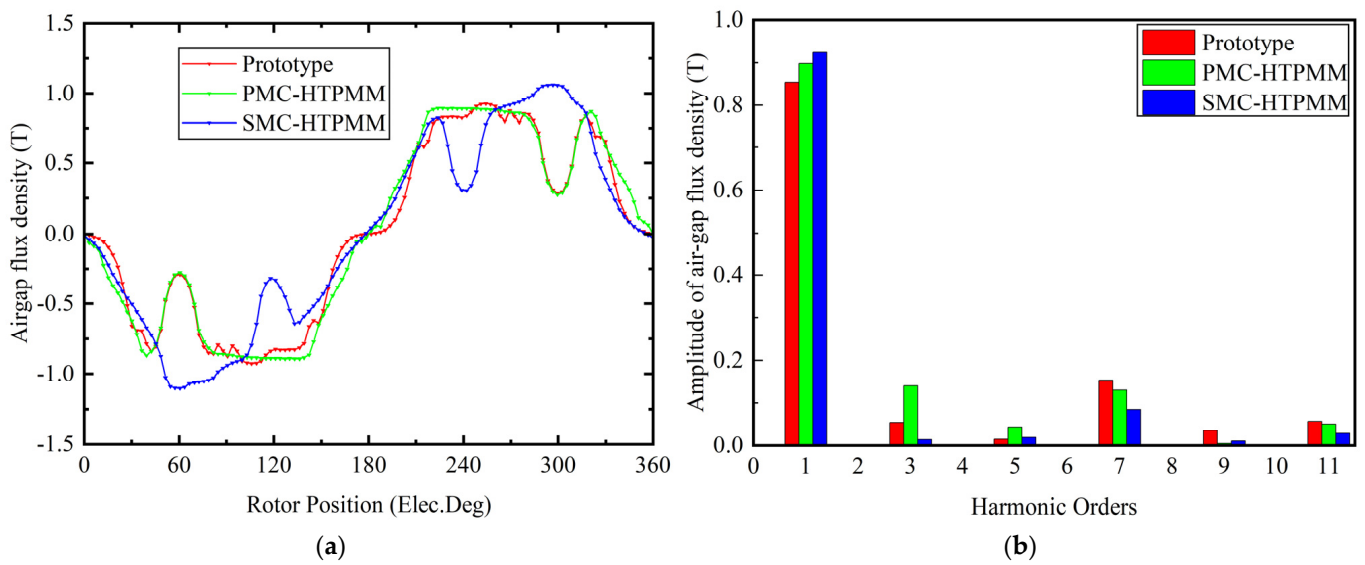 1.5
1.0
0.5
0.0
-0.5
-1.0
-1.5
Airgap flux density (T)
Prototype
PMC-HTPMM
SMC-HTPMM
0 60 120 180 240 300 360
Rotor Position (Elec.Deg)
(a)
1.0
0.8
0.6
0.4
0.2
0.0
Amplitude of air-gap flux density (T)
Prototype
PMC-HTPMM
SMC-HTPMM
0 1 2 3 4 5 6 7 8 9 10 11
Harmonic Orders
(b)